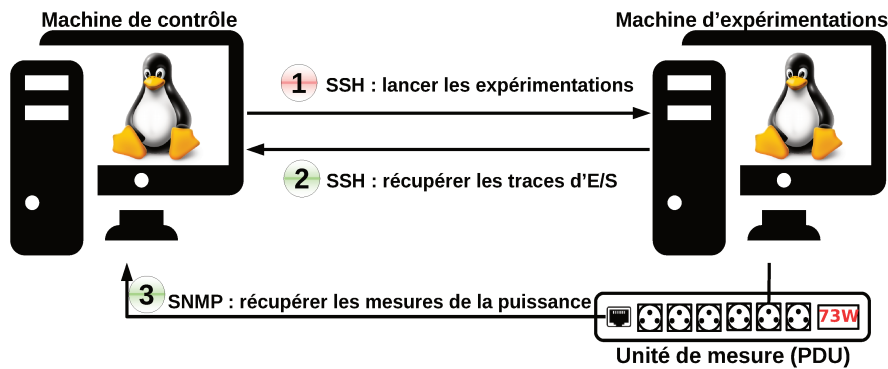 Machine de contrôle
Machine d'expérimentations
1 SSH : lancer les expérimentations
2 SSH : récupérer les traces d'E/S
3 SNMP : récupérer les mesures de la puissance
73W
Unité de mesure (PDU)